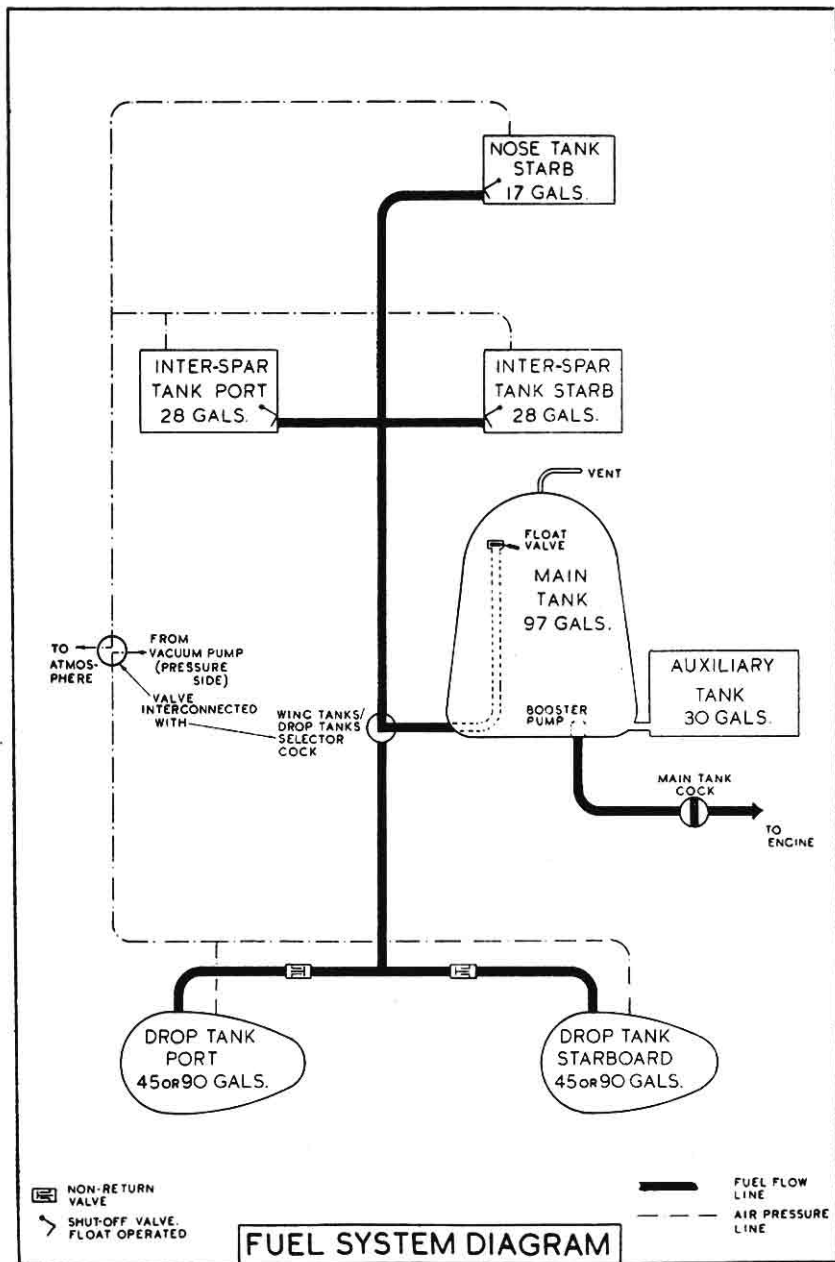 NOSE TANK
STARB
17 GALS.
INTER-SPAR
TANK PORT
28 GALS.
INTER-SPAR
TANK STARB
28 GALS.
VENT
FLOAT
VALVE
MAIN
TANK
97 GALS.
TO
ATMOS-
PHERE
FROM
VACUUM PUMP
(PRESSURE
SIDE)
VALVE
INTERCONNECTED
WITH
WING TANKS/
DROP TANKS
SELECTOR
COCK
BOOSTER
PUMP
AUXILIARY
TANK
30 GALS.
MAIN TANK
COCK
TO
ENGINE
DROP TANK
PORT
45 OR 90 GALS.
DROP TANK
STARBOARD
45 OR 90 GALS.
NON-RETURN
VALVE
SHUT-OFF VALVE.
FLOAT OPERATED
FUEL FLOW
LINE
AIR PRESSURE
LINE
FUEL SYSTEM DIAGRAM